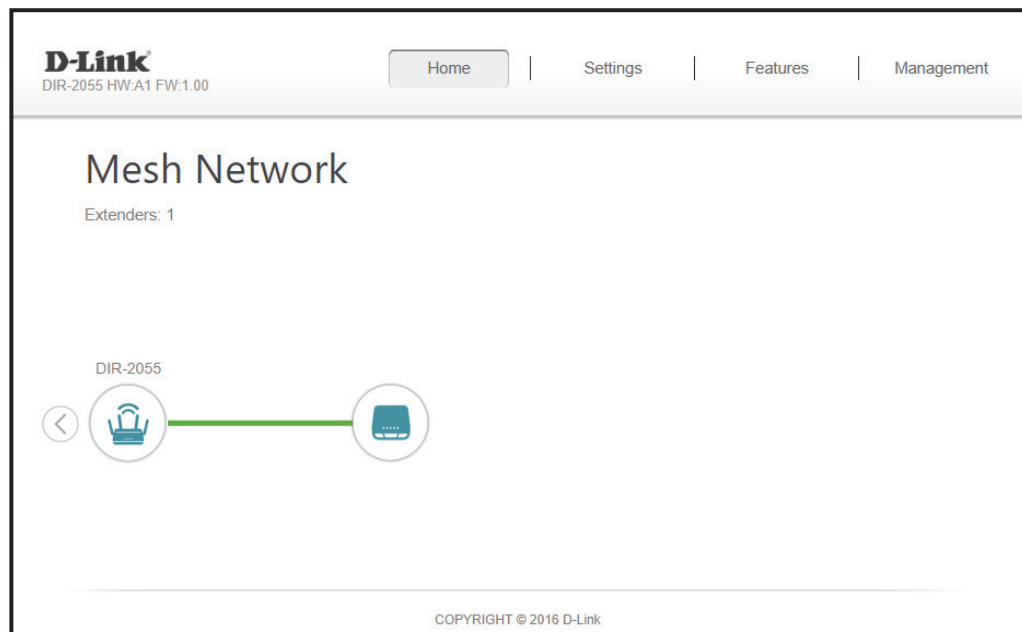 D-Link
DIR-2055 HW:A1 FW:1.00
Home
Settings
Features
Management
Mesh Network
Extenders: 1
DIR-2055
COPYRIGHT © 2016 D-Link